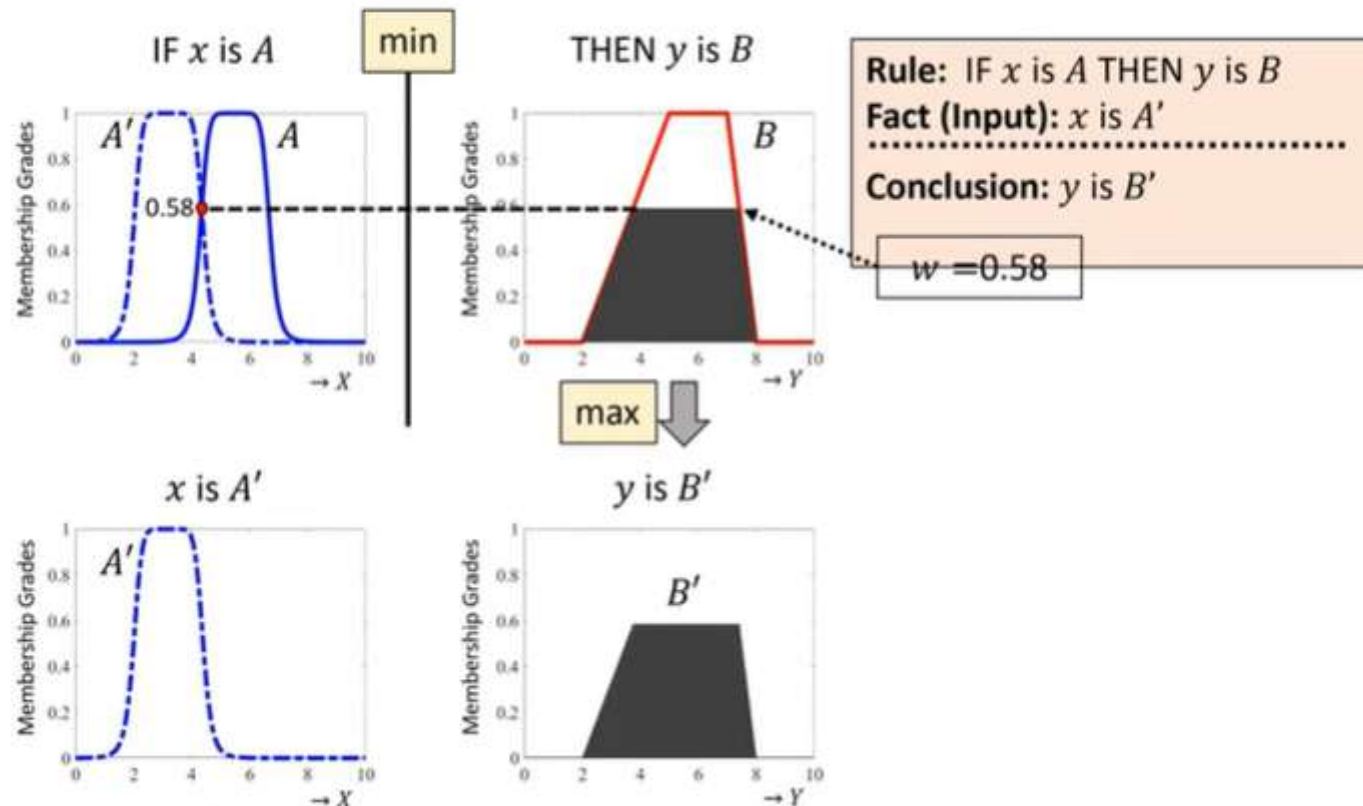 IF x is A
min
THEN y is B
Rule: IF x is A THEN y is B
Fact (Input): x is A′
Conclusion: y is B'
w =0.58
Membership Grades
1
0.8
0.6
0.4
0.2
0
A′
A
0.58
0 2 4 6 8 10
→ X
Membership Grades
1
0.8
0.6
0.4
0.2
0
B
0 2 4 6 8 10
→ Y
max
x is A′
y is B′
Membership Grades
1
0.8
0.6
0.4
0.2
0
A′
0 2 4 6 8 10
→ X
Membership Grades
1
0.8
0.6
0.4
0.2
0
B′
0 2 4 6 8 10
→ Y